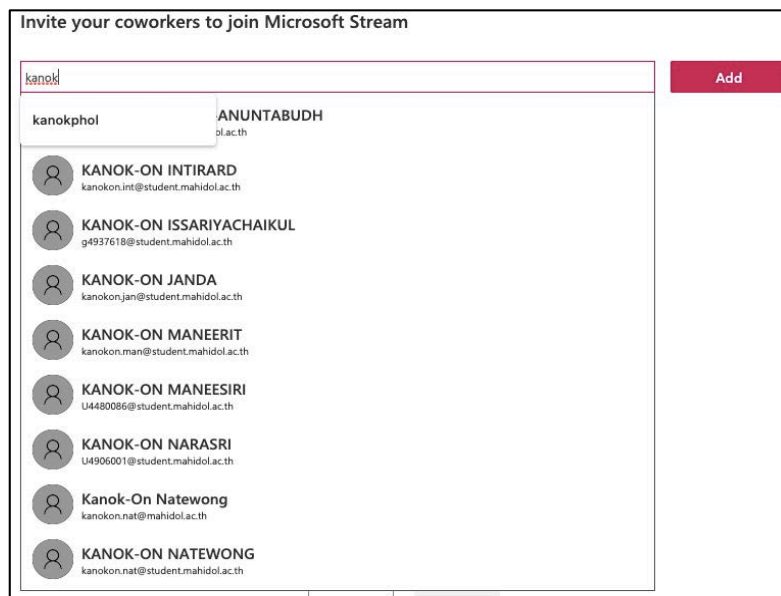 Invite your coworkers to join Microsoft Stream
kanok
Add
kanokphol
-ANUNTABUDH
ol.ac.th
KANOK-ON INTIRARD
kanokon.int@student.mahidol.ac.th
KANOK-ON ISSARIYACHAIKUL
g4937618@student.mahidol.ac.th
KANOK-ON JANDA
kanokon.jan@student.mahidol.ac.th
KANOK-ON MANEERIT
kanokon.man@student.mahidol.ac.th
KANOK-ON MANEESIRI
U4480086@student.mahidol.ac.th
KANOK-ON NARASRI
U4906001@student.mahidol.ac.th
Kanok-On Natewong
kanokon.nat@mahidol.ac.th
KANOK-ON NATEWONG
kanokon.nat@student.mahidol.ac.th